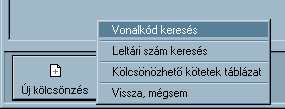 Vonalkód keresés
Leltári szám keresés
Kölcsönözhető kötetek táblázat
Vissza, mégsem
Új kölcsönzés